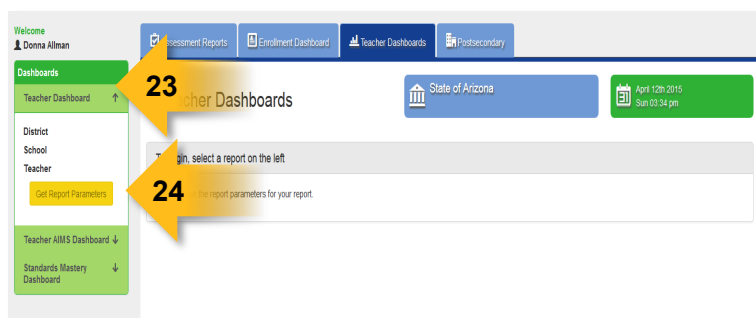 Welcome
Donna Allman
Assessment Reports
Enrollment Dashboard
Teacher Dashboards
Postsecondary
Dashboards
Teacher Dashboard ↑
23
Teacher Dashboards
State of Arizona
April 12th 2015
Sun 03:34 pm
District
School
Teacher
Get Report Parameters
To begin, select a report on the left
24
the report parameters for your report.
Teacher AIMS Dashboard ↓
Standards Mastery ↓
Dashboard